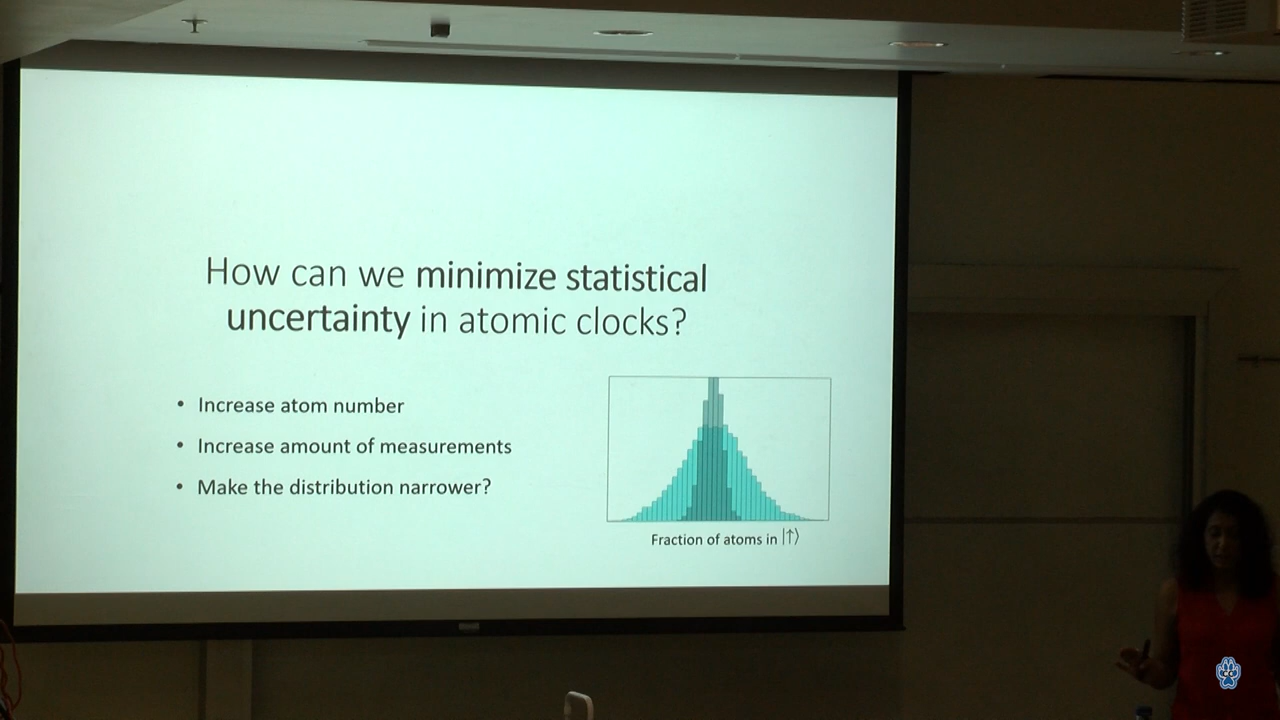 How can we minimize statistical
uncertainty in atomic clocks?
• Increase atom number
• Increase amount of measurements
• Make the distribution narrower?
Fraction of atoms in |↑⟩